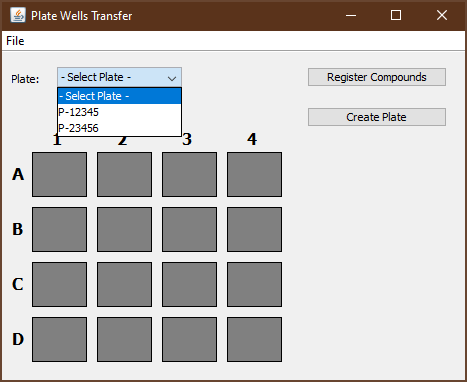 Plate Wells Transfer
File
Plate: - Select Plate - Register Compounds
- Select Plate -
P-12345 Create Plate
P-23456
1 2 3 4
A
B
C
D